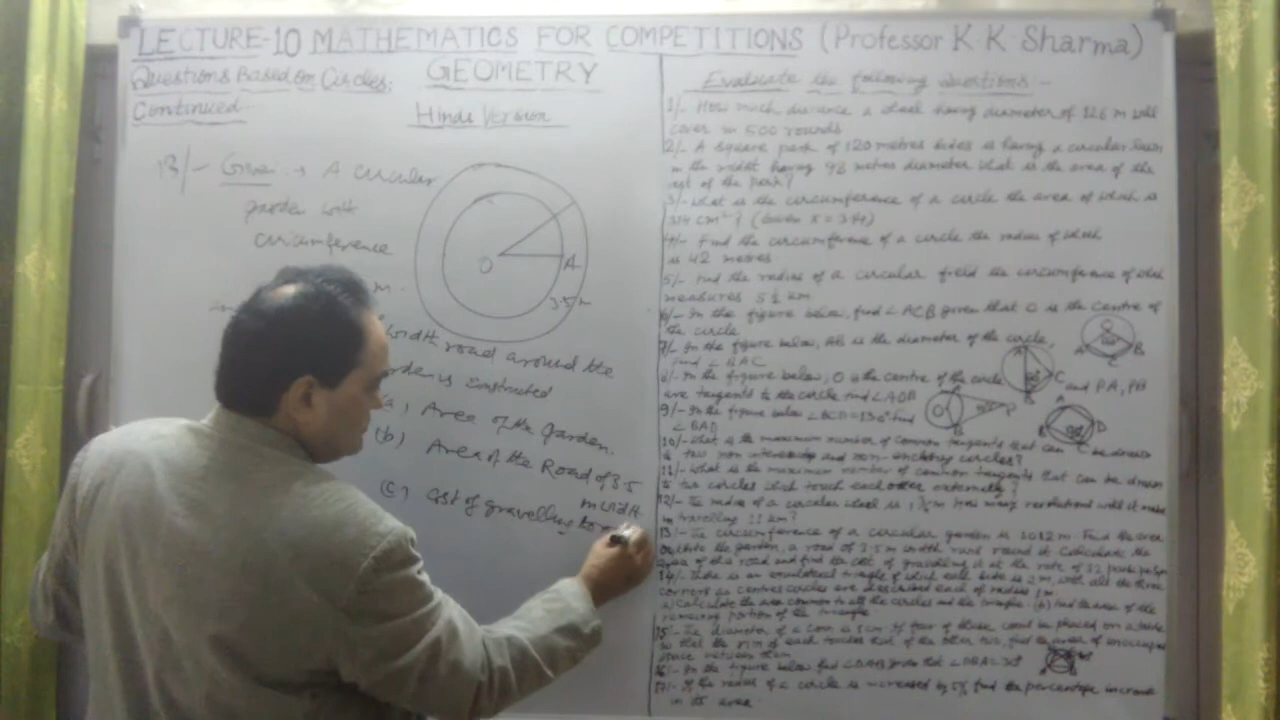 LECTURE-10 MATHEMATICS FOR COMPETITIONS (Professor K K Sharma)
Questions Based on Circles.
GEOMETRY
Continued..
Hindi Version
13/- Given → A circular
garden with
circumference
m.
width road around the
is constructed
(a) Area of the garden.
(b) Area of the Road of 3.5
m width
(c) Cost of gravelling
O
A
3.5 m
Evaluate the following Questions -
1/- How much distance a wheel having diameter of 12.6 m will
cover in 500 rounds
2/- A square park of 120 metres sides is having a circular
in the midst having 98 metres diameter what is the area of the
rest of the park?
3/- What is the circumference of a circle the area of which is
314 cm²? (Given π = 3.14)
4/- Find the circumference of a circle the radius of which
is 42 metres
5/- Find the radius of a circular field the circumference of which
measures 5½ km
6/- In the figure below, find ∠ACB given that O is the centre of
the circle
7/- In the figure below, AB is the diameter of the circle,
find ∠BAC
8/- In the figure below, O is the centre of the circle and PA, PB
are tangents to the circle find ∠AOB
9/- In the figure below ∠BCD = 130° find
∠BAD
10/- What is the maximum number of common tangents that can be drawn
to two non intersecting and non-enclosing circles?
11/- What is the maximum number of common tangents that can be drawn
to two circles which touch each other externally?
12/- The radius of a circular wheel is 1¾ m How many revolutions will it make
in travelling 11 km?
13/- The circumference of a circular garden is 1012 m. Find the area
Outside the garden, a road of 3.5 m width runs round it Calculate the
area of this road and find the cost of gravelling it at the rate of 32 paise
14/- There is an equilateral triangle of which each side is 2 m, with all the three
corners as centres circles are described each of radius 1 m
a) Calculate the area common to all the circles and the triangle. (b) Find the area of the
remaining portion of the triangle
15/- The diameter of a coin is 1 cm. If four of these coins be placed on a table
so that the rim of each touches that of the other two, find the area of unoccupied
space between them
16/- In the figure below find ∠ given that ∠
17/- If the radius of a circle is increased by 5% find the percentage increase
in its area